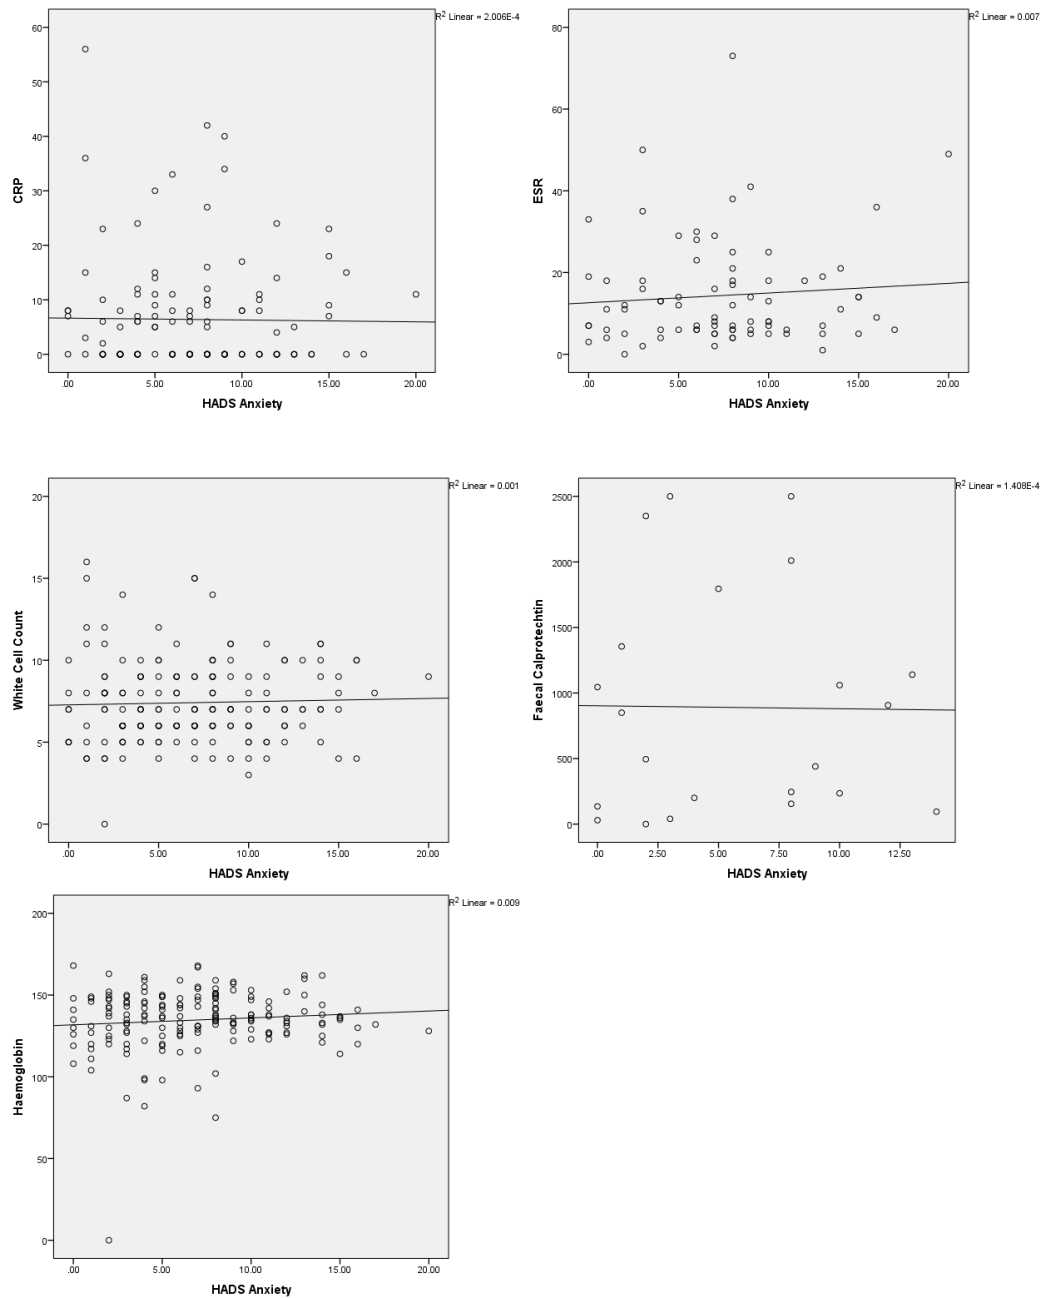 R2 Linear = 2.006E-4
60
50
40
30
20
10
0
CRP
.00 5.00 10.00 15.00 20.00
HADS Anxiety
R2 Linear = 0.007
80
60
40
20
0
ESR
.00 5.00 10.00 15.00 20.00
HADS Anxiety
R2 Linear = 0.001
20
15
10
5
0
White Cell Count
.00 5.00 10.00 15.00 20.00
HADS Anxiety
R2 Linear = 1.408E-4
2500
2000
1500
1000
500
0
Faecal Calprotechtin
.00 2.50 5.00 7.50 10.00 12.50
HADS Anxiety
R2 Linear = 0.009
200
150
100
50
0
Haemoglobin
.00 5.00 10.00 15.00 20.00
HADS Anxiety